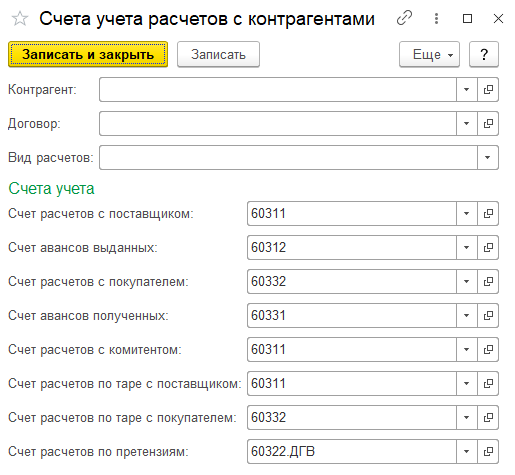 Счета учета расчетов с контрагентами
Записать и закрыть Записать Еще ?
Контрагент:
Договор:
Вид расчетов:
Счета учета
Счет расчетов с поставщиком: 60311
Счет авансов выданных: 60312
Счет расчетов с покупателем: 60332
Счет авансов полученных: 60331
Счет расчетов с комитентом: 60311
Счет расчетов по таре с поставщиком: 60311
Счет расчетов по таре с покупателем: 60332
Счет расчетов по претензиям: 60322.ДГВ